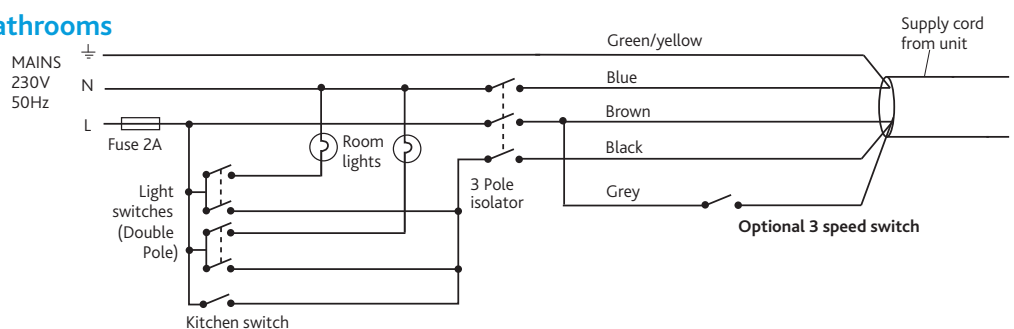 athrooms
Supply cord
from unit
MAINS
230V
50Hz
N
L
Fuse 2A
Green/yellow
Blue
Brown
Black
Grey
Room
lights
3 Pole
isolator
Light
switches
(Double
Pole)
Optional 3 speed switch
Kitchen switch